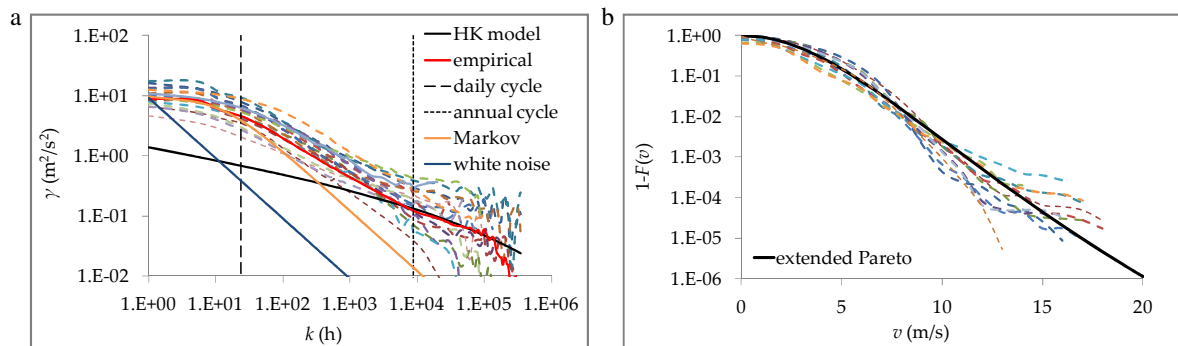 a
1.E+02
1.E+01
1.E+00
1.E-01
1.E-02
γ (m²/s²)
1.E+00 1.E+01 1.E+02 1.E+03 1.E+04 1.E+05 1.E+06
k (h)
HK model
empirical
daily cycle
annual cycle
Markov
white noise
b
1.E+00
1.E-01
1.E-02
1.E-03
1.E-04
1.E-05
1.E-06
1-F(v)
extended Pareto
0 5 10 15 20
v (m/s)